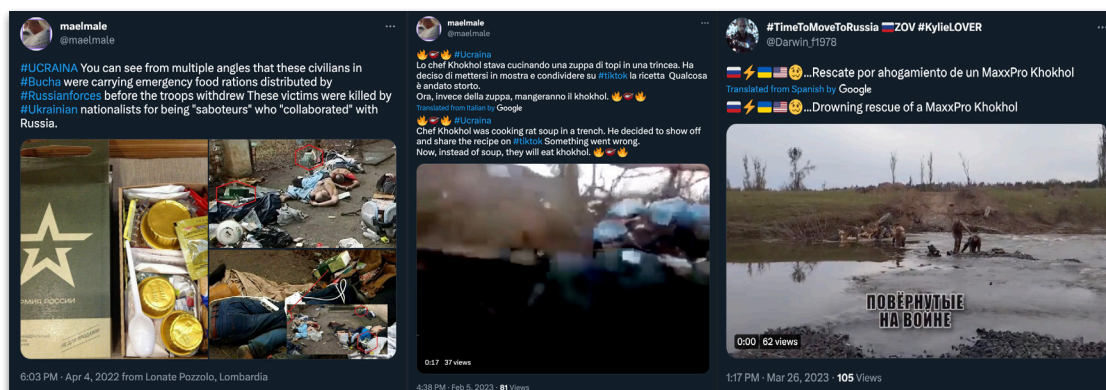 maelmale
@maelmale
#UCRAINA You can see from multiple angles that these civilians in
#Bucha were carrying emergency food rations distributed by
#Russianforces before the troops withdrew These victims were killed by
#Ukrainian nationalists for being "saboteurs" who "collaborated" with
Russia.
АРМИЯ РОССИИ
НЕ ДЛЯ ПРОДАЖИ
6:03 PM · Apr 4, 2022 from Lonate Pozzolo, Lombardia
maelmale
@maelmale
🔥💋🔥 #Ucraina
Lo chef Khokhol stava cucinando una zuppa di topi in una trincea. Ha
deciso di mettersi in mostra e condividere su #tiktok la ricetta Qualcosa
è andato storto.
Ora, invece della zuppa, mangeranno il khokhol. 🔥💋🔥
Translated from Italian by Google
🔥💋🔥 #Ucraina
Chef Khokhol was cooking rat soup in a trench. He decided to show off
and share the recipe on #tiktok Something went wrong.
Now, instead of soup, they will eat khokhol. 🔥💋🔥
0:17 37 views
4:38 PM · Feb 5, 2023 · 81 Views
#TimeToMoveToRussia 🇷🇺ZOV #KylieLOVER
@Darwin_f1978
🇷🇺⚡🇺🇦🇺🇸🤕...Rescate por ahogamiento de un MaxxPro Khokhol
Translated from Spanish by Google
🇷🇺⚡🇺🇦🇺🇸🤕...Drowning rescue of a MaxxPro Khokhol
ПОВЁРНУТЫЕ
НА ВОЙНЕ
0:00 62 views
1:17 PM · Mar 26, 2023 · 105 Views